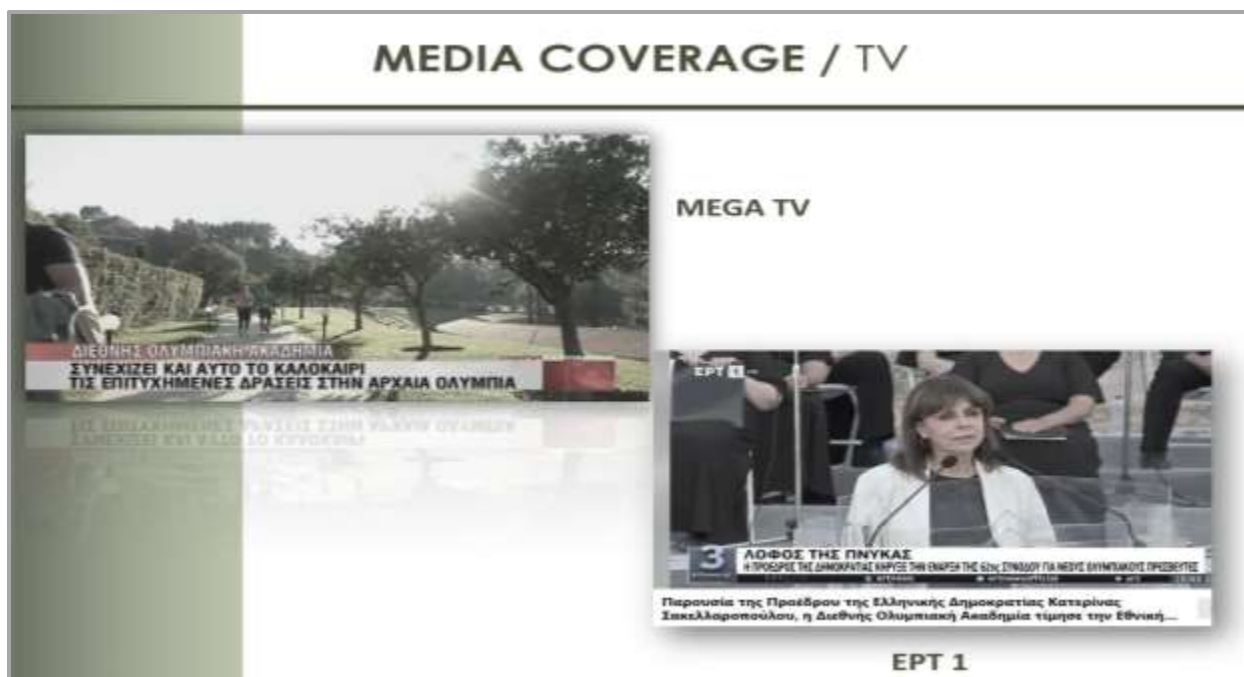 MEDIA COVERAGE / TV
MEGA TV
ΔΙΕΘΝΗΣ ΟΛΥΜΠΙΑΚΗ ΑΚΑΔΗΜΙΑ
ΣΥΝΕΧΙΖΕΙ ΚΑΙ ΑΥΤΟ ΤΟ ΚΑΛΟΚΑΙΡΙ
ΤΙΣ ΕΠΙΤΥΧΗΜΕΝΕΣ ΔΡΑΣΕΙΣ ΣΤΗΝ ΑΡΧΑΙΑ ΟΛΥΜΠΙΑ
ΕΡΤ 1
3
ΛΟΦΟΣ ΤΗΣ ΠΝΥΚΑΣ
Η ΠΡΟΕΔΡΟΣ ΤΗΣ ΔΗΜΟΚΡΑΤΙΑΣ ΚΗΡΥΞΕ ΤΗΝ ΕΝΑΡΞΗ ΤΗΣ 62ης ΣΥΝΟΔΟΥ ΓΙΑ ΝΕΟΥΣ ΟΛΥΜΠΙΑΚΟΥΣ ΠΡΕΣΒΕΥΤΕΣ
Παρουσία της Προέδρου της Ελληνικής Δημοκρατίας Κατερίνας
Σακελλαροπούλου, η Διεθνής Ολυμπιακή Ακαδημία τίμησε την Εθνική...
ΕΡΤ 1